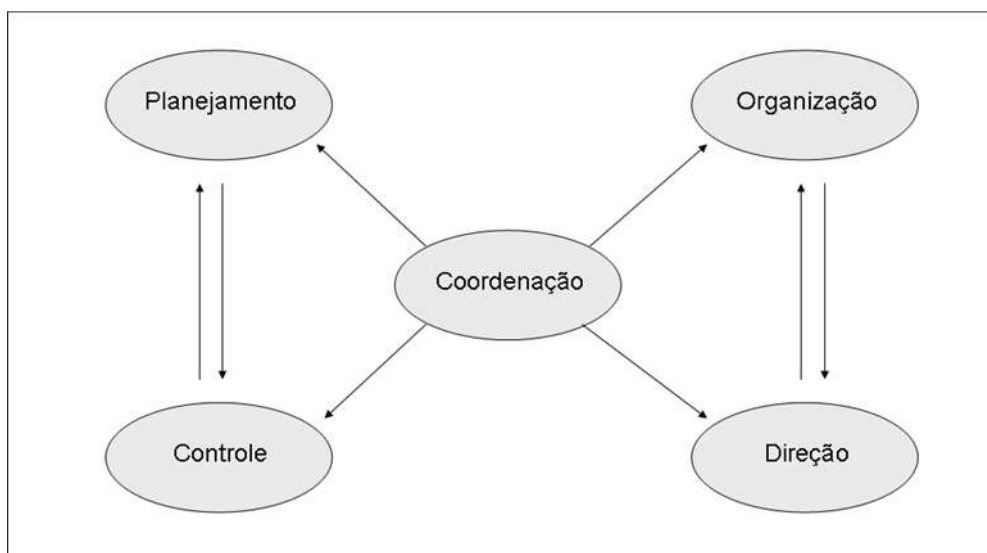 Planejamento
Organização
Coordenação
Controle
Direção